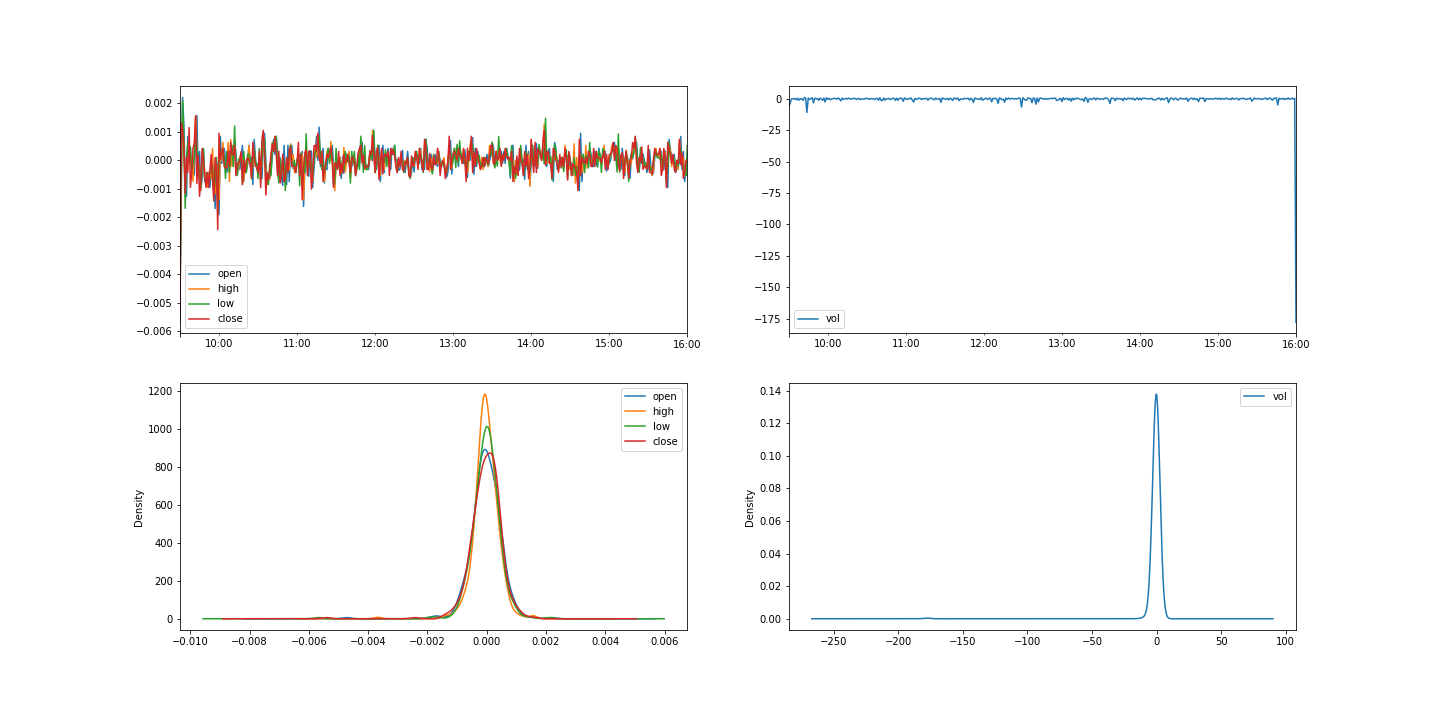 0.002
0.001
0.000
−0.001
−0.002
−0.003
−0.004
−0.005
−0.006
open
high
low
close
10:00 11:00 12:00 13:00 14:00 15:00 16:00
0
−25
−50
−75
−100
−125
−150
−175
vol
10:00 11:00 12:00 13:00 14:00 15:00 16:00
Density
1200
1000
800
600
400
200
0
open
high
low
close
−0.010 −0.008 −0.006 −0.004 −0.002 0.000 0.002 0.004 0.006
Density
0.14
0.12
0.10
0.08
0.06
0.04
0.02
0.00
vol
−250 −200 −150 −100 −50 0 50 100